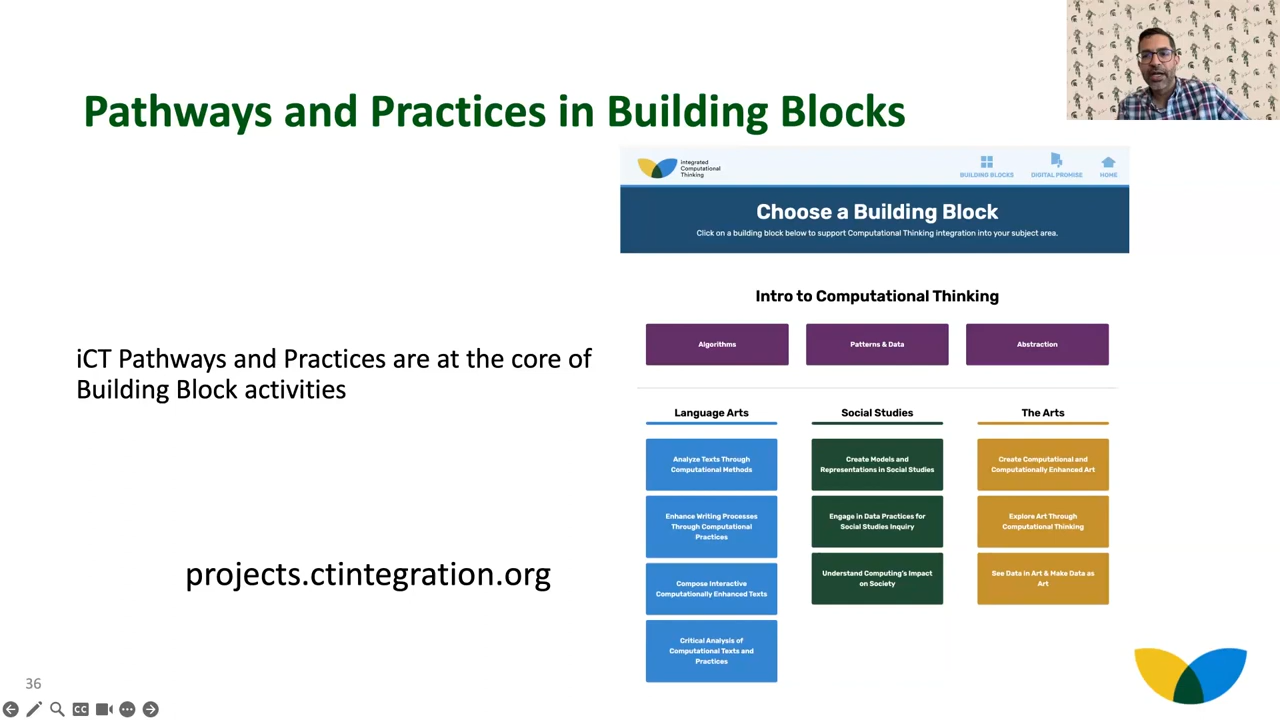 Pathways and Practices in Building Blocks
Integrated
Computational
Thinking
BUILDING BLOCKS
DIGITAL PROMISE
HOME
Choose a Building Block
Click on a building block below to support Computational Thinking integration into your subject area.
Intro to Computational Thinking
Algorithms
Patterns & Data
Abstraction
iCT Pathways and Practices are at the core of
Building Block activities
projects.ctintegration.org
Language Arts
Analyze Texts Through
Computational Methods
Enhance Writing Processes
Through Computational
Practices
Compose Interactive
Computationally Enhanced Texts
Critical Analysis of
Computational Texts and
Practices
Social Studies
Create Models and
Representations in Social Studies
Engage in Data Practices for
Social Studies Inquiry
Understand Computing's Impact
on Society
The Arts
Create Computational and
Computationally Enhanced Art
Explore Art Through
Computational Thinking
See Data in Art & Make Data as
Art
36
CC